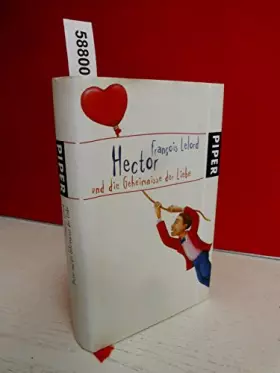 58800
François Lelord
Hector
und die Geheimnisse der Liebe
PIPER
PIPER